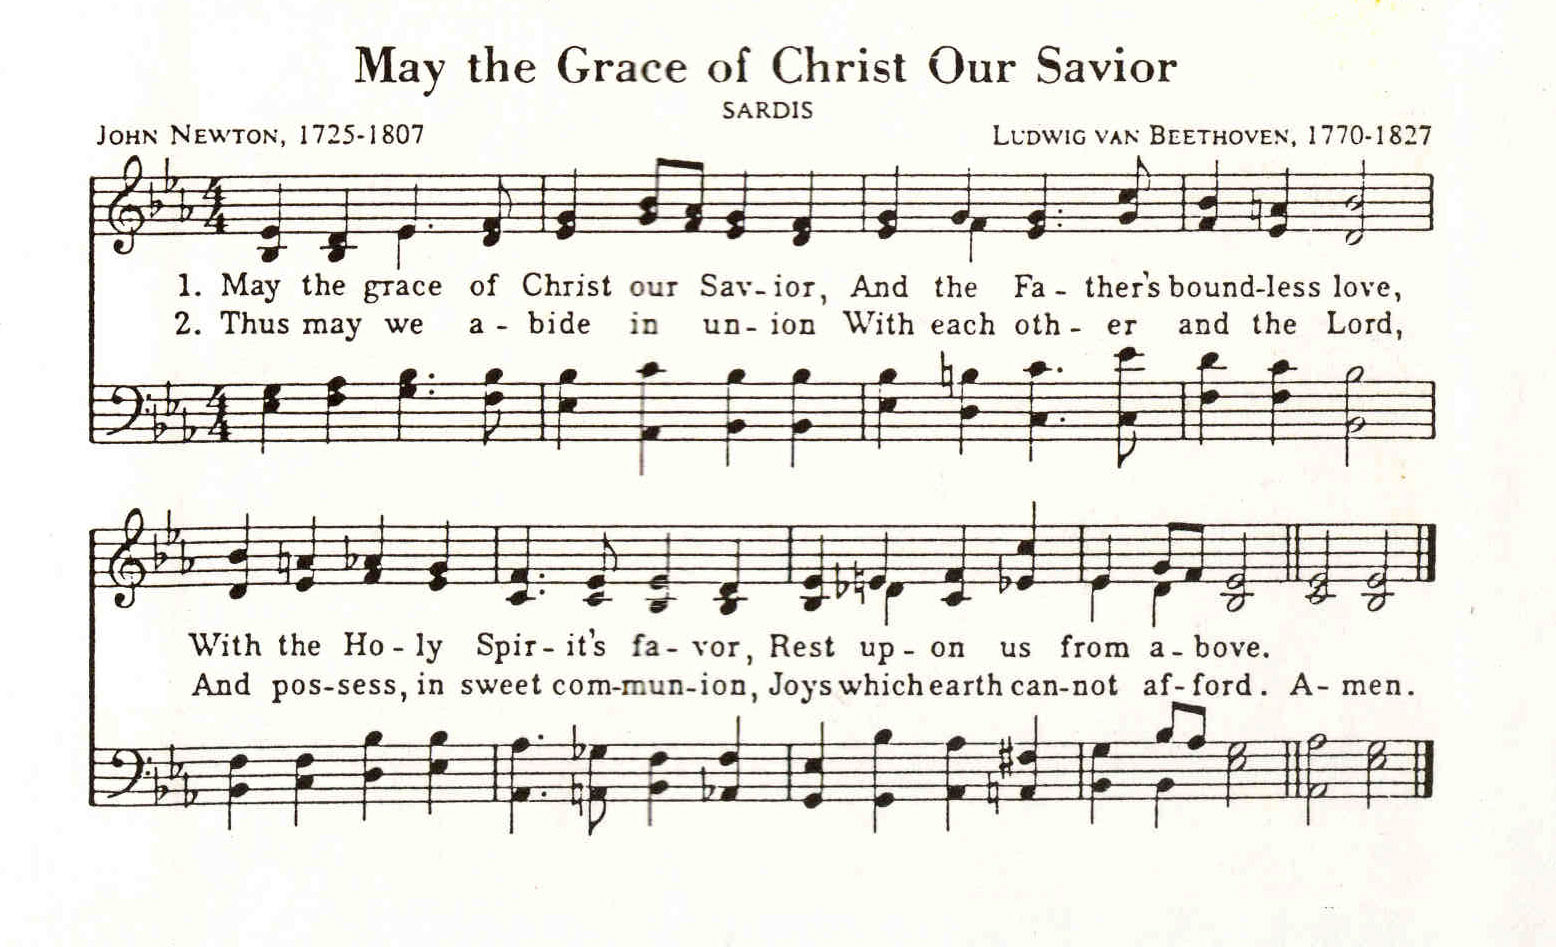 May the Grace of Christ Our Savior
SARDIS
JOHN NEWTON, 1725-1807
LUDWIG VAN BEETHOVEN, 1770-1827
1. May the grace of Christ our Sav-ior, And the Fa-ther's bound-less love,
2. Thus may we a-bide in un-ion With each oth-er and the Lord,
With the Ho-ly Spir-it's fa-vor, Rest up-on us from a-bove.
And pos-sess, in sweet com-mun-ion, Joys which earth can-not af-ford. A-men.